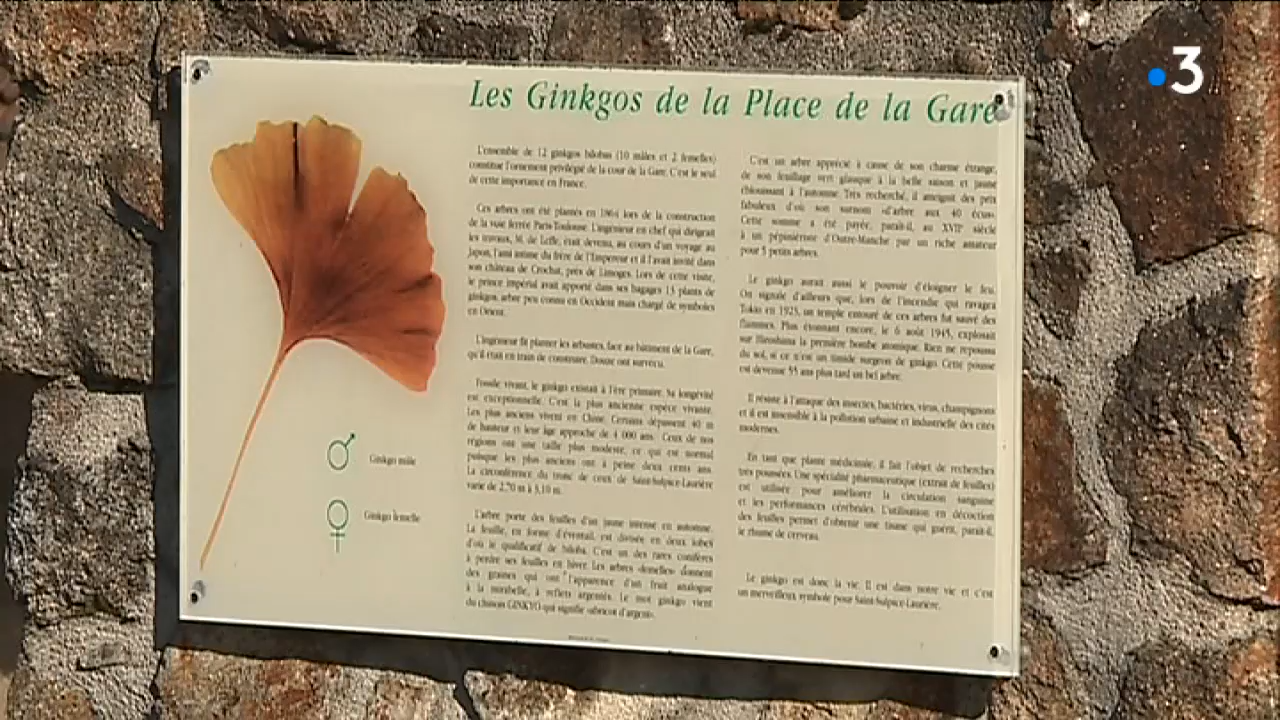 3
Les Ginkgos de la Place de la Gare
L'ensemble de 12 ginkgos bilobas (10 mâles et 2 femelles)
constitue l'ornement privilégié de la cour de la Gare. C'est le seul
de cette importance en France.
Ces arbres ont été plantés en 1864 lors de la construction
de la voie ferrée Paris-Toulouse. L'ingénieur en chef qui dirigeait
les travaux, M. de Leffe, était devenu, au cours d'un voyage au
Japon, l'ami intime du frère de l'Empereur et il l'avait invité dans
son château de Crochat, près de Limoges. Lors de cette visite,
le prince impérial avait apporté dans ses bagages 15 plants de
ginkgos, arbre peu connu en Occident mais chargé de symboles
en Orient.
L'ingénieur fit planter les arbustes, face au bâtiment de la Gare,
qu'il était en train de construire. Douze ont survécu.
Fossile vivant, le ginkgo existait à l'ère primaire. Sa longévité
est exceptionnelle. C'est la plus ancienne espèce vivante.
Les plus anciens vivent en Chine. Certains dépassent 40 m
de hauteur et leur âge approche de 4 000 ans. Ceux de nos
régions ont une taille plus modeste, ce qui est normal
puisque les plus anciens ont à peine deux cents ans.
La circonférence du tronc de ceux de Saint-Sulpice-Laurière
varie de 2,70 m à 3,10 m.
L'arbre porte des feuilles d'un jaune intense en automne.
La feuille, en forme d'éventail, est divisée en deux lobes
d'où le qualificatif de biloba. C'est un des rares conifères
à perdre ses feuilles en hiver. Les arbres «femelles» donnent
des graines qui ont l'apparence d'un fruit analogue
à la mirabelle, à reflets argentés. Le mot ginkgo vient
du chinois GINKYO qui signifie «abricot d'argent».
C'est un arbre apprécié à cause de son charme étrange,
de son feuillage vert glauque à la belle saison et jaune
éblouissant à l'automne. Très recherché, il atteignit des prix
fabuleux d'où son surnom «d'arbre aux 40 écus».
Cette somme a été payée, paraît-il, au XVIIe siècle
à un pépiniériste d'Outre-Manche par un riche amateur
pour 5 petits arbres.
Le ginkgo aurait aussi le pouvoir d'éloigner le feu.
On signale d'ailleurs que, lors de l'incendie qui ravagea
Tokio en 1923, un temple entouré de ces arbres fut sauvé des
flammes. Plus étonnant encore, le 6 août 1945, explosait
sur Hiroshima la première bombe atomique. Rien ne repoussa
du sol, si ce n'est un timide surgeon de ginkgo. Cette pousse
est devenue 55 ans plus tard un bel arbre.
Il résiste à l'attaque des insectes, bactéries, virus, champignons
et il est insensible à la pollution urbaine et industrielle des cités
modernes.
En tant que plante médicinale, il fait l'objet de recherches
très poussées. Une spécialité pharmaceutique (extrait de feuilles)
est utilisée pour améliorer la circulation sanguine
et les performances cérébrales. L'utilisation en décoction
des feuilles permet d'obtenir une tisane qui guérit, paraît-il,
le rhume de cerveau.
Le ginkgo est donc la vie. Il est dans notre vie et c'est
un merveilleux symbole pour Saint-Sulpice-Laurière.
Ginkgo mâle
Ginkgo femelle